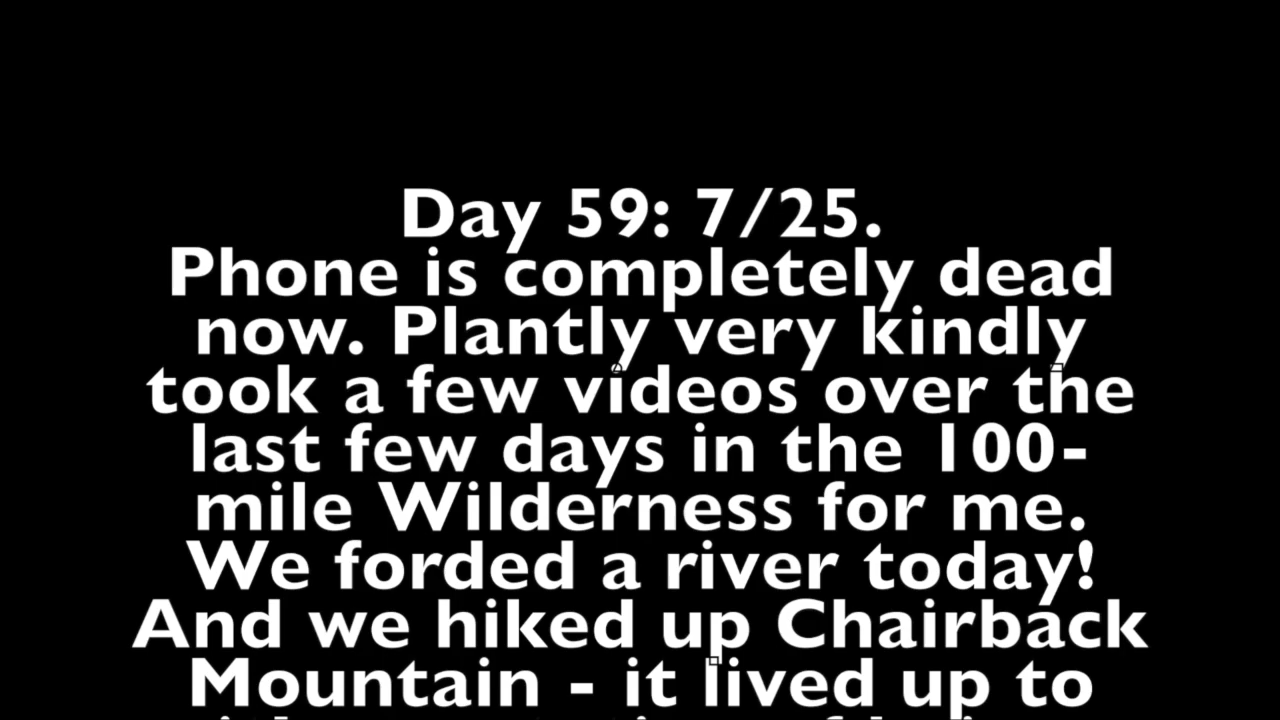 Day 59: 7/25.
Phone is completely dead
now. Plantly very kindly
took a few videos over the
last few days in the 100-
mile Wilderness for me.
We forded a river today!
And we hiked up Chairback
Mountain - it lived up to